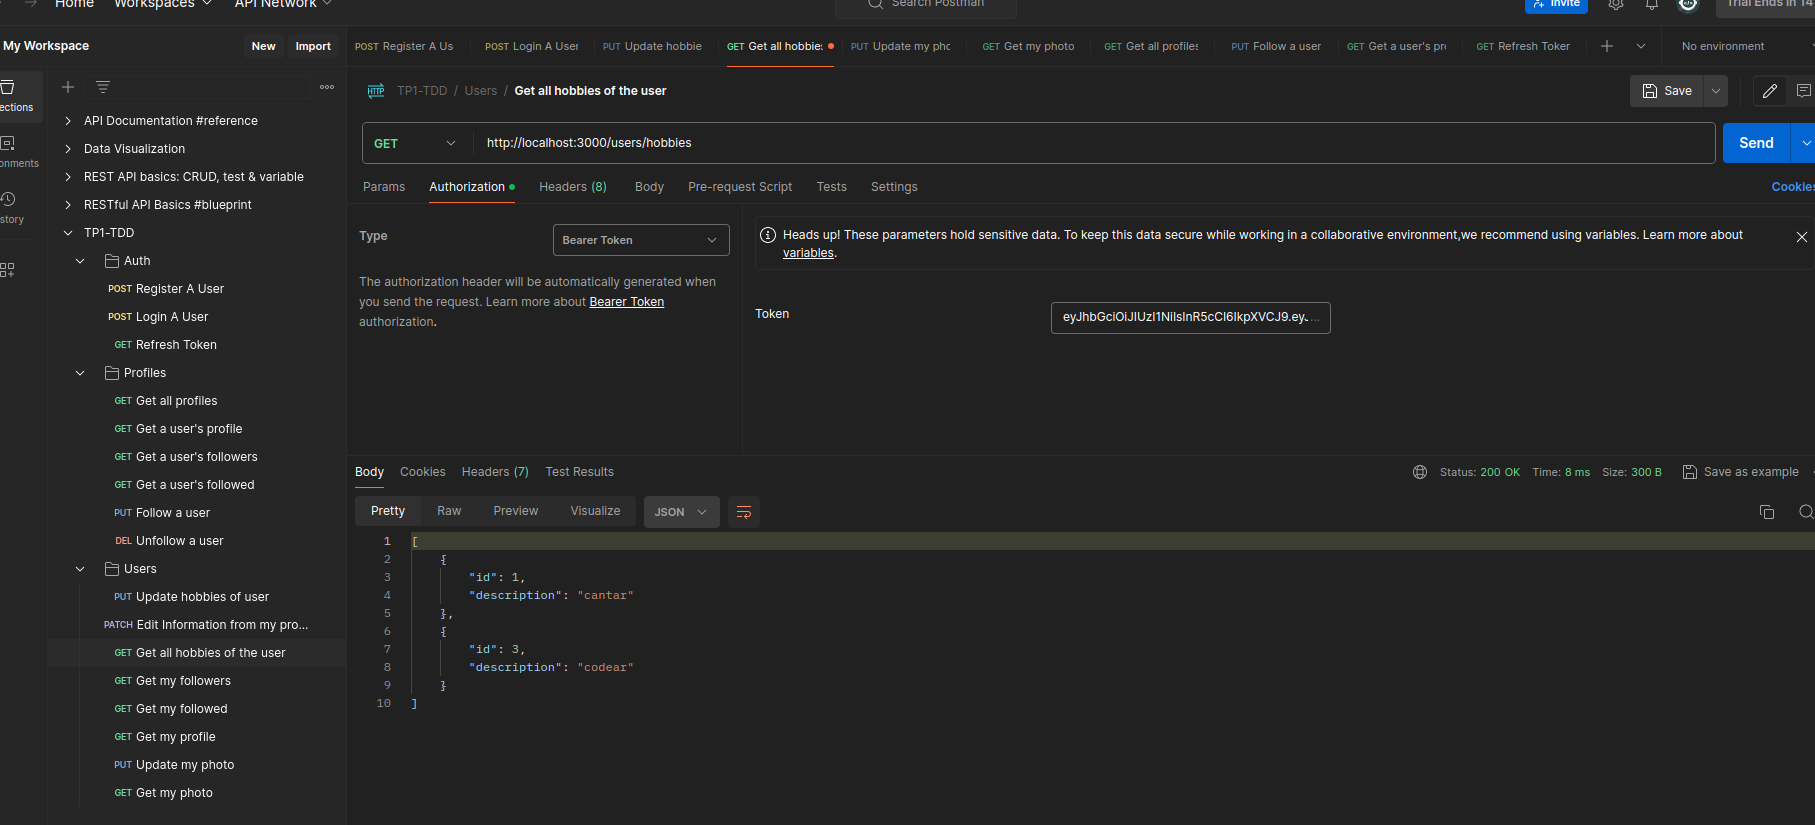 Home Workspaces API Network Search Postman Invite Trial Ends in 14
My Workspace New Import
POST Register A Us POST Login A User PUT Update hobbie GET Get all hobbies PUT Update my pho GET Get my photo GET Get all profiles PUT Follow a user GET Get a user's pro GET Refresh Token No environment
ections
onments
story
API Documentation #reference
Data Visualization
REST API basics: CRUD, test & variable
RESTful API Basics #blueprint
TP1-TDD
Auth
POST Register A User
POST Login A User
GET Refresh Token
Profiles
GET Get all profiles
GET Get a user's profile
GET Get a user's followers
GET Get a user's followed
PUT Follow a user
DEL Unfollow a user
Users
PUT Update hobbies of user
PATCH Edit Information from my pro...
GET Get all hobbies of the user
GET Get my followers
GET Get my followed
GET Get my profile
PUT Update my photo
GET Get my photo
HTTP TP1-TDD / Users / Get all hobbies of the user Save
GET http://localhost:3000/users/hobbies Send
Params Authorization Headers (8) Body Pre-request Script Tests Settings Cookies
Type Bearer Token
The authorization header will be automatically generated when
you send the request. Learn more about Bearer Token
authorization.
Heads up! These parameters hold sensitive data. To keep this data secure while working in a collaborative environment,we recommend using variables. Learn more about
variables.
Token
Body Cookies Headers (7) Test Results Status: 200 OK Time: 8 ms Size: 300 B Save as example
Pretty Raw Preview Visualize JSON
1 [
2 {
3 "id": 1,
4 "description": "cantar"
5 },
6 {
7 "id": 3,
8 "description": "codear"
9 }
10 ]